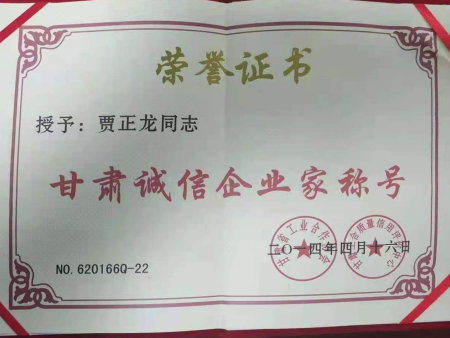 荣誉证书
授予：贾正龙同志
甘肃诚信企业家称号
二〇一四年四月十六日
NO.620166Q-22